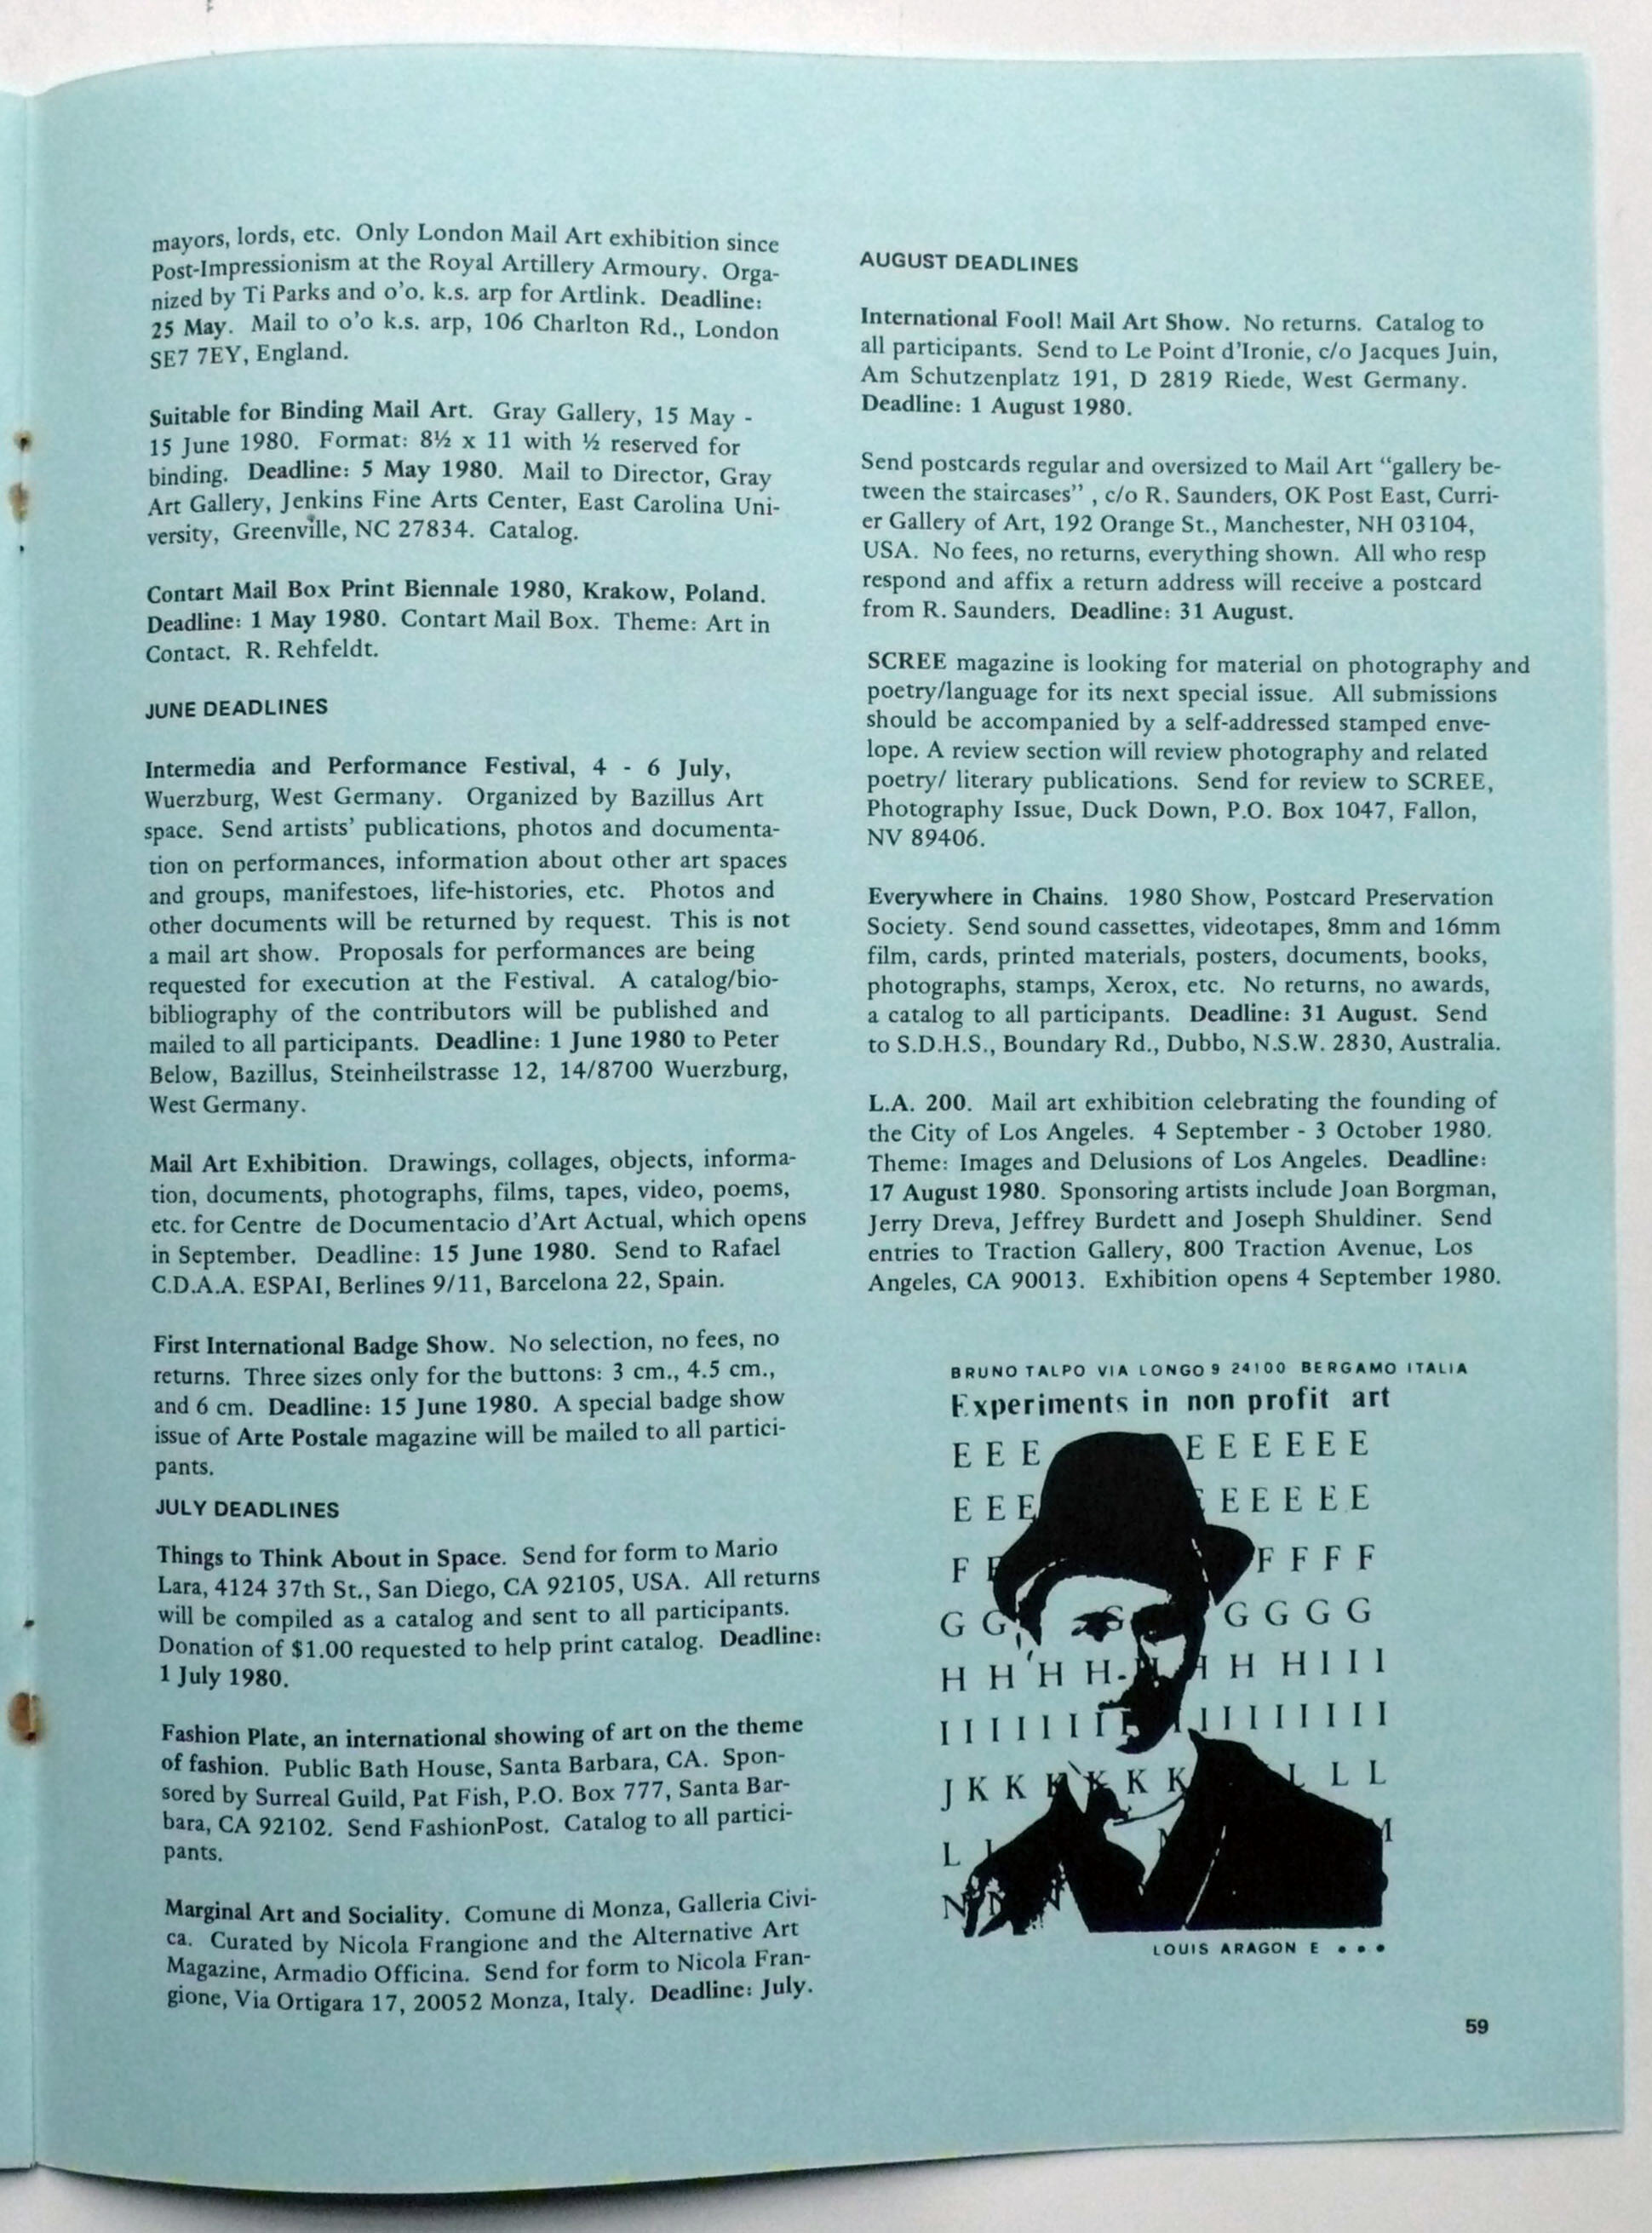 mayors, lords, etc. Only London Mail Art exhibition since
Post-Impressionism at the Royal Artillery Armoury. Orga-
nized by Ti Parks and o'o. k.s. arp for Artlink. Deadline:
25 May. Mail to o'o k.s. arp, 106 Charlton Rd., London
SE7 7EY, England.
Suitable for Binding Mail Art. Gray Gallery, 15 May -
15 June 1980. Format: 8½ x 11 with ½ reserved for
binding. Deadline: 5 May 1980. Mail to Director, Gray
Art Gallery, Jenkins Fine Arts Center, East Carolina Uni-
versity, Greenville, NC 27834. Catalog.
Contart Mail Box Print Biennale 1980, Krakow, Poland.
Deadline: 1 May 1980. Contart Mail Box. Theme: Art in
Contact. R. Rehfeldt.
JUNE DEADLINES
Intermedia and Performance Festival, 4 - 6 July,
Wuerzburg, West Germany. Organized by Bazillus Art
space. Send artists' publications, photos and documenta-
tion on performances, information about other art spaces
and groups, manifestoes, life-histories, etc. Photos and
other documents will be returned by request. This is not
a mail art show. Proposals for performances are being
requested for execution at the Festival. A catalog/bio-
bibliography of the contributors will be published and
mailed to all participants. Deadline: 1 June 1980 to Peter
Below, Bazillus, Steinheilstrasse 12, 14/8700 Wuerzburg,
West Germany.
Mail Art Exhibition. Drawings, collages, objects, informa-
tion, documents, photographs, films, tapes, video, poems,
etc. for Centre de Documentacio d'Art Actual, which opens
in September. Deadline: 15 June 1980. Send to Rafael
C.D.A.A. ESPAI, Berlines 9/11, Barcelona 22, Spain.
First International Badge Show. No selection, no fees, no
returns. Three sizes only for the buttons: 3 cm., 4.5 cm.,
and 6 cm. Deadline: 15 June 1980. A special badge show
issue of Arte Postale magazine will be mailed to all partici-
pants.
JULY DEADLINES
Things to Think About in Space. Send for form to Mario
Lara, 4124 37th St., San Diego, CA 92105, USA. All returns
will be compiled as a catalog and sent to all participants.
Donation of $1.00 requested to help print catalog. Deadline:
1 July 1980.
Fashion Plate, an international showing of art on the theme
of fashion. Public Bath House, Santa Barbara, CA. Spon-
sored by Surreal Guild, Pat Fish, P.O. Box 777, Santa Bar-
bara, CA 92102. Send FashionPost. Catalog to all partici-
pants.
Marginal Art and Sociality. Comune di Monza, Galleria Civi-
ca. Curated by Nicola Frangione and the Alternative Art
Magazine, Armadio Officina. Send for form to Nicola Fran-
gione, Via Ortigara 17, 20052 Monza, Italy. Deadline: July.
AUGUST DEADLINES
International Fool! Mail Art Show. No returns. Catalog to
all participants. Send to Le Point d'Ironie, c/o Jacques Juin,
Am Schutzenplatz 191, D 2819 Riede, West Germany.
Deadline: 1 August 1980.
Send postcards regular and oversized to Mail Art "gallery be-
tween the staircases" , c/o R. Saunders, OK Post East, Curri-
er Gallery of Art, 192 Orange St., Manchester, NH 03104,
USA. No fees, no returns, everything shown. All who resp
respond and affix a return address will receive a postcard
from R. Saunders. Deadline: 31 August.
SCREE magazine is looking for material on photography and
poetry/language for its next special issue. All submissions
should be accompanied by a self-addressed stamped enve-
lope. A review section will review photography and related
poetry/ literary publications. Send for review to SCREE,
Photography Issue, Duck Down, P.O. Box 1047, Fallon,
NV 89406.
Everywhere in Chains. 1980 Show, Postcard Preservation
Society. Send sound cassettes, videotapes, 8mm and 16mm
film, cards, printed materials, posters, documents, books,
photographs, stamps, Xerox, etc. No returns, no awards,
a catalog to all participants. Deadline: 31 August. Send
to S.D.H.S., Boundary Rd., Dubbo, N.S.W. 2830, Australia.
L.A. 200. Mail art exhibition celebrating the founding of
the City of Los Angeles. 4 September - 3 October 1980.
Theme: Images and Delusions of Los Angeles. Deadline:
17 August 1980. Sponsoring artists include Joan Borgman,
Jerry Dreva, Jeffrey Burdett and Joseph Shuldiner. Send
entries to Traction Gallery, 800 Traction Avenue, Los
Angeles, CA 90013. Exhibition opens 4 September 1980.
BRUNO TALPO VIA LONGO 9 24100 BERGAMO ITALIA
Experiments in non profit art
E E E E E E E E E
E E E E E E E E
F F F F F F
G G G G G G G
H H H H H H H I I I
I I I I I I I I I I I I I I I I
J K K K K K K L L L
L M
N N
LOUIS ARAGON E • • •
59